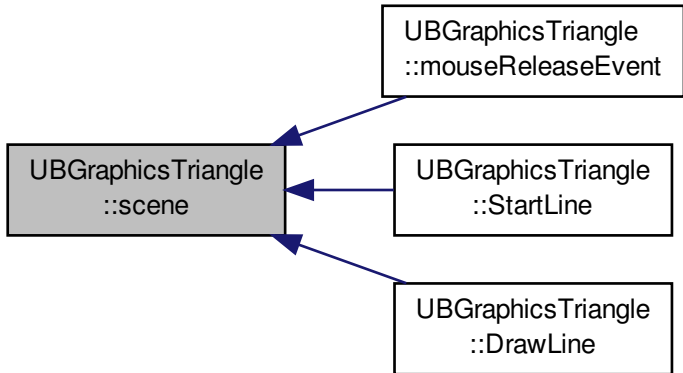 UBGraphicsTriangle
::mouseReleaseEvent
UBGraphicsTriangle
::scene
UBGraphicsTriangle
::StartLine
UBGraphicsTriangle
::DrawLine